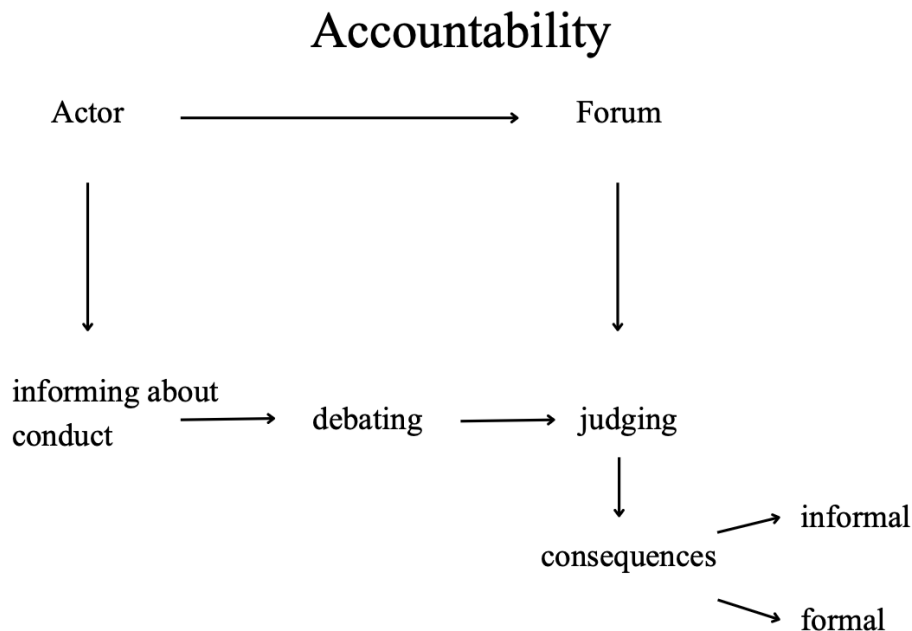 Accountability
Actor
Forum
informing about
conduct
debating
judging
consequences
informal
formal